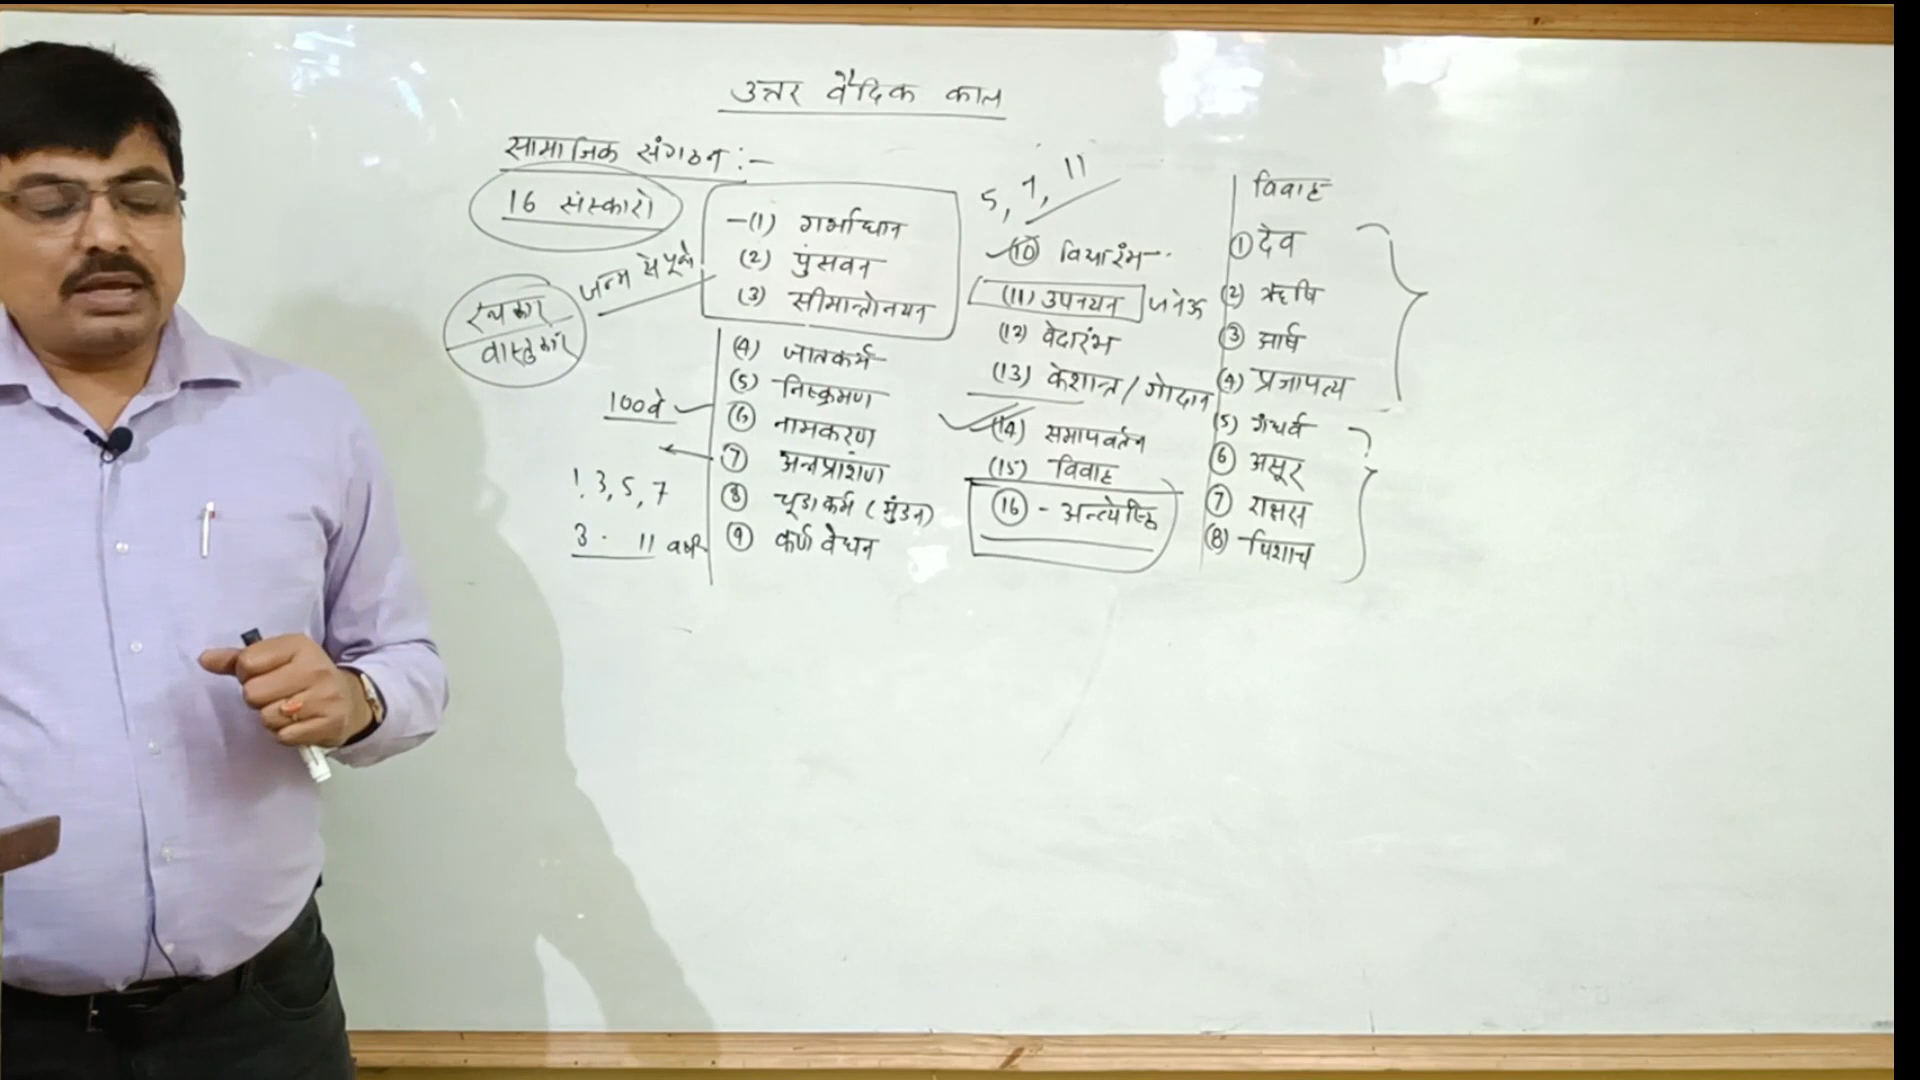 उत्तर वैदिक काल
सामाजिक संगठन :-
16 संस्कारो
जन्म से पूर्व
रथकार
वास्तुकार
(1) गर्भाधान
(2) पुंसवन
(3) सीमान्तोनयन
(4) जातकर्म
(5) निष्क्रमण
(6) नामकरण
(7) अन्नप्राशण
(8) चूडाकर्म (मुंडन)
(9) कर्ण वेधन
100वे
1, 3, 5, 7
3 - 11 वर्ष
5, 7, 11
(10) विद्यारंभ
(11) उपनयन जनेऊ
(12) वेदारंभ
(13) केशान्त / गोदान
(14) समापवर्तन
(15) विवाह
(16) - अन्त्येष्टि
विवाह
(1) देव
(2) ऋषि
(3) आर्ष
(4) प्रजापत्य
(5) गंधर्व
(6) असूर
(7) राक्षस
(8) पिशाच